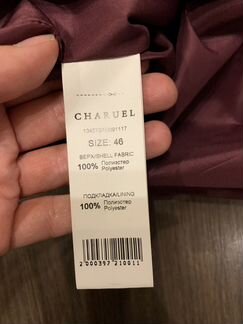 CHARUEL
SIZE: 46
ВЕРХ/SHELL FABRIC
100% Полиэстер
Polyester
ПОДКЛАДКА/LINING
100% Полиэстер
Polyester
2 000397 210011